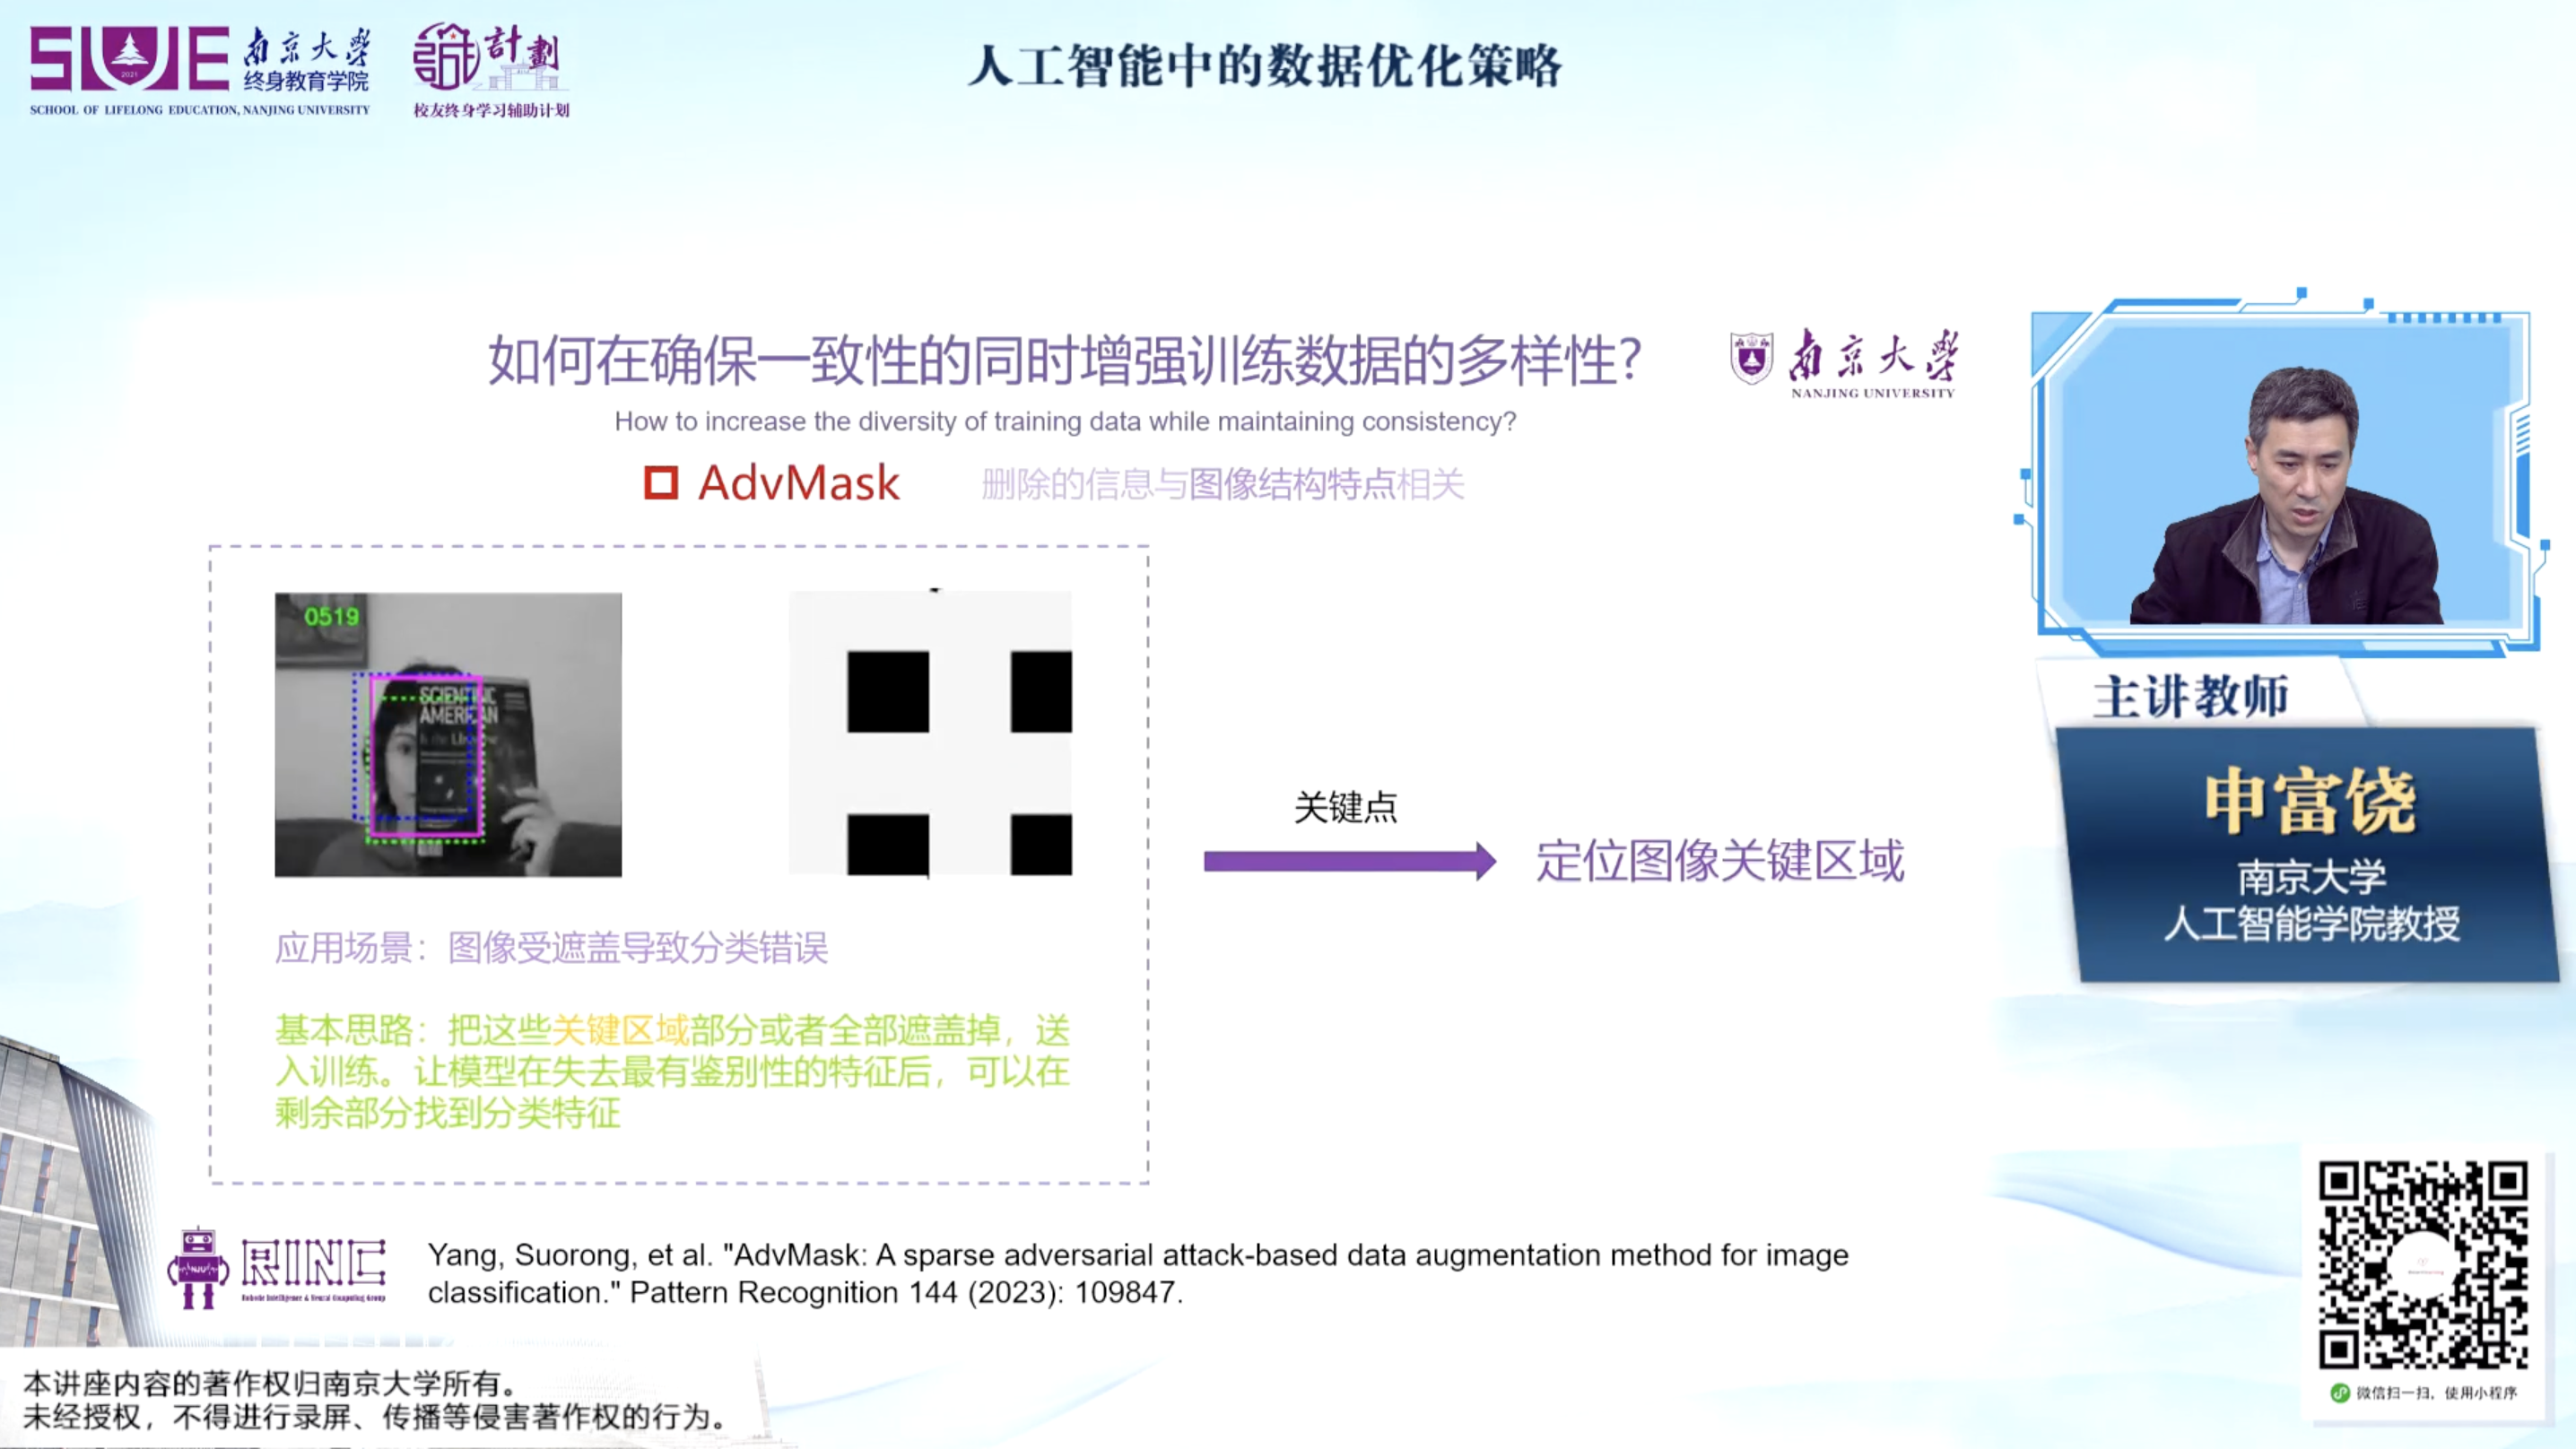 SUE
2021
南京大學
终身教育学院
SCHOOL OF LIFELONG EDUCATION, NANJING UNIVERSITY
計劃
校友终身学习辅助计划
人工智能中的数据优化策略
如何在确保一致性的同时增强训练数据的多样性?
How to increase the diversity of training data while maintaining consistency?
南京大學
NANJING UNIVERSITY
AdvMask
删除的信息与图像结构特点相关
0519
SCIENTIFIC
AMERICAN
应用场景：图像受遮盖导致分类错误
基本思路：把这些关键区域部分或者全部遮盖掉，送
入训练。让模型在失去最有鉴别性的特征后，可以在
剩余部分找到分类特征
关键点
定位图像关键区域
主讲教师
申富饶
南京大学
人工智能学院教授
NJU
RINC
Robotic Intelligence & Neural Computing Group
Yang, Suorong, et al. "AdvMask: A sparse adversarial attack-based data augmentation method for image
classification." Pattern Recognition 144 (2023): 109847.
本讲座内容的著作权归南京大学所有。
未经授权，不得进行录屏、传播等侵害著作权的行为。
微信扫一扫，使用小程序